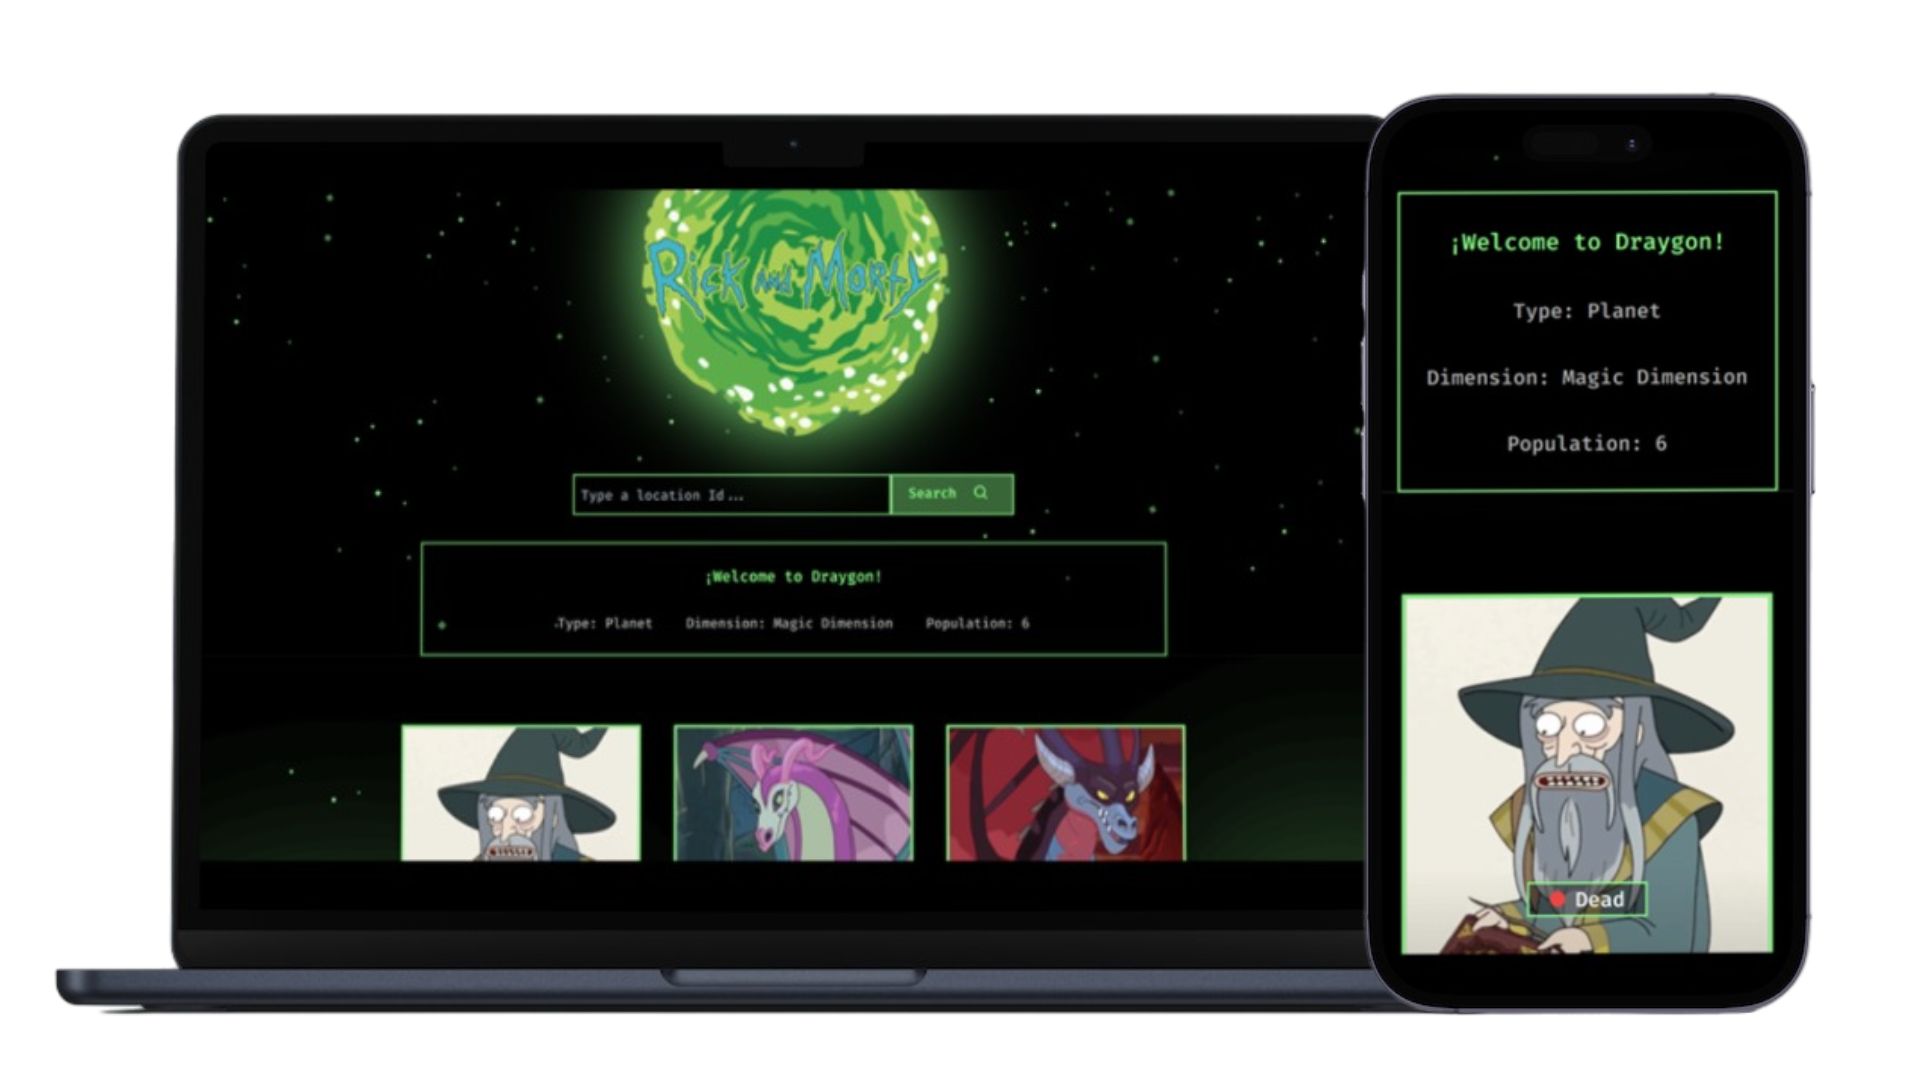 Rick and Morty
Type a location Id...
Search
¡Welcome to Draygon!
Type: Planet Dimension: Magic Dimension Population: 6
¡Welcome to Draygon!
Type: Planet
Dimension: Magic Dimension
Population: 6
Dead